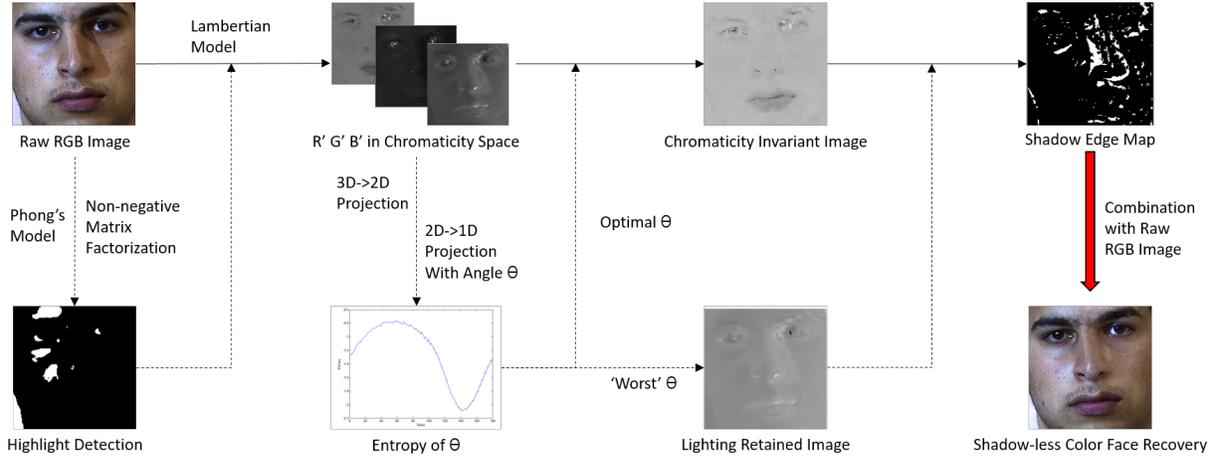 Lambertian
Model
Raw RGB Image
R' G' B' in Chromaticity Space
Chromaticity Invariant Image
Shadow Edge Map
Phong's
Model
Non-negative
Matrix
Factorization
3D->2D
Projection
2D->1D
Projection
With Angle Ɵ
Optimal Ɵ
Combination
with Raw
RGB Image
'Worst' Ɵ
Highlight Detection
Entropy of Ɵ
Lighting Retained Image
Shadow-less Color Face Recovery